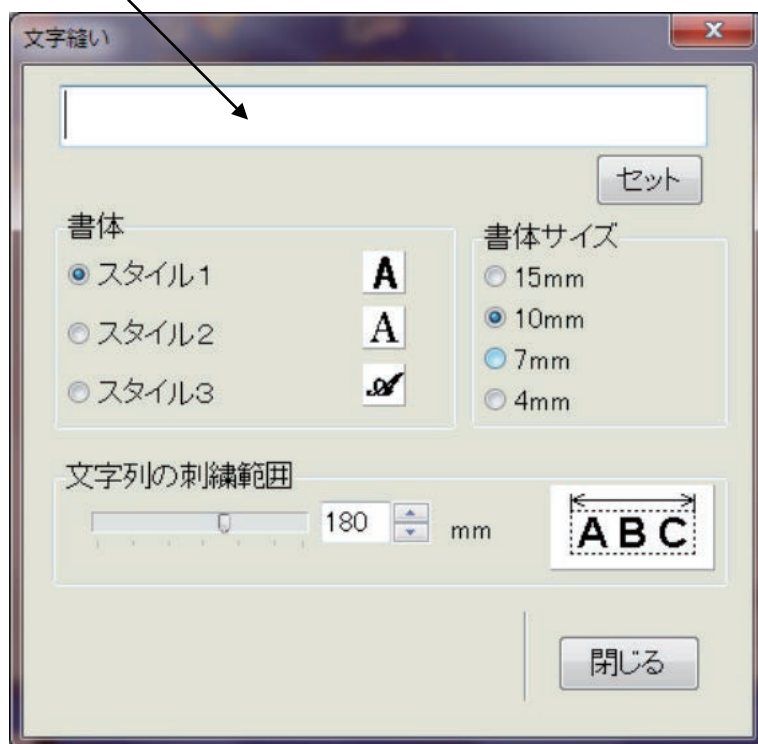 文字縫い
セット
書体
スタイル1 A
スタイル2 A
スタイル3 A
書体サイズ
15mm
10mm
7mm
4mm
文字列の刺繍範囲
180 mm
ABC
閉じる